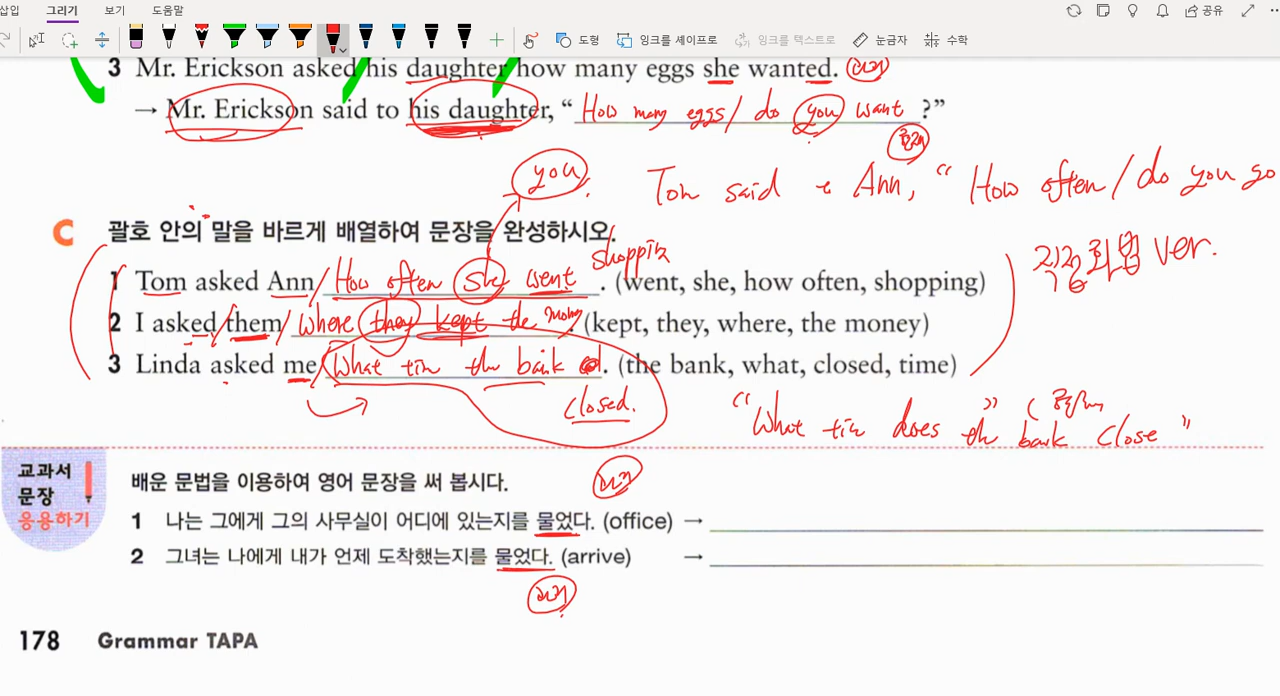 삽입 그리기 보기 도움말
공유
도형 잉크를 셰이프로 잉크를 텍스트로 눈금자 수학
3 Mr. Erickson asked his daughter how many eggs she wanted. 과거
→ Mr. Erickson said to his daughter, “How many eggs / do you want ?”
you
Tom said to Ann, “How often / do you go
C 괄호 안의 말을 바르게 배열하여 문장을 완성하시오.
직접화법 ver.
shopping
1 Tom asked Ann / How often she went . (went, she, how often, shopping)
2 I asked them / where they kept the money. (kept, they, where, the money)
3 Linda asked me / What time the bank . (the bank, what, closed, time)
closed.
“What time does the bank close”
교과서
문장
응용하기
배운 문법을 이용하여 영어 문장을 써 봅시다. 과거
1 나는 그에게 그의 사무실이 어디에 있는지를 물었다. (office) →
2 그녀는 나에게 내가 언제 도착했는지를 물었다. (arrive) →
과거
178 Grammar TAPA